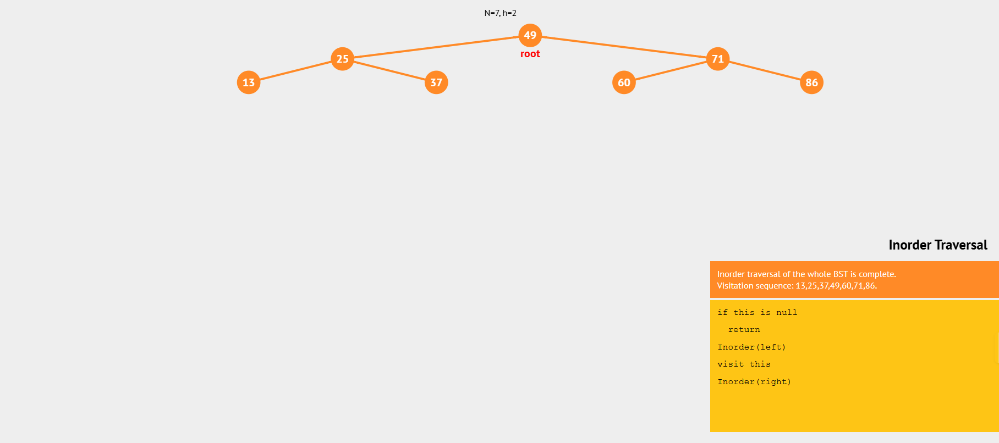 N=7, h=2
49
root
25
71
13
37
60
86
Inorder Traversal
Inorder traversal of the whole BST is complete.
Visitation sequence: 13,25,37,49,60,71,86.
if this is null
  return
Inorder(left)
visit this
Inorder(right)